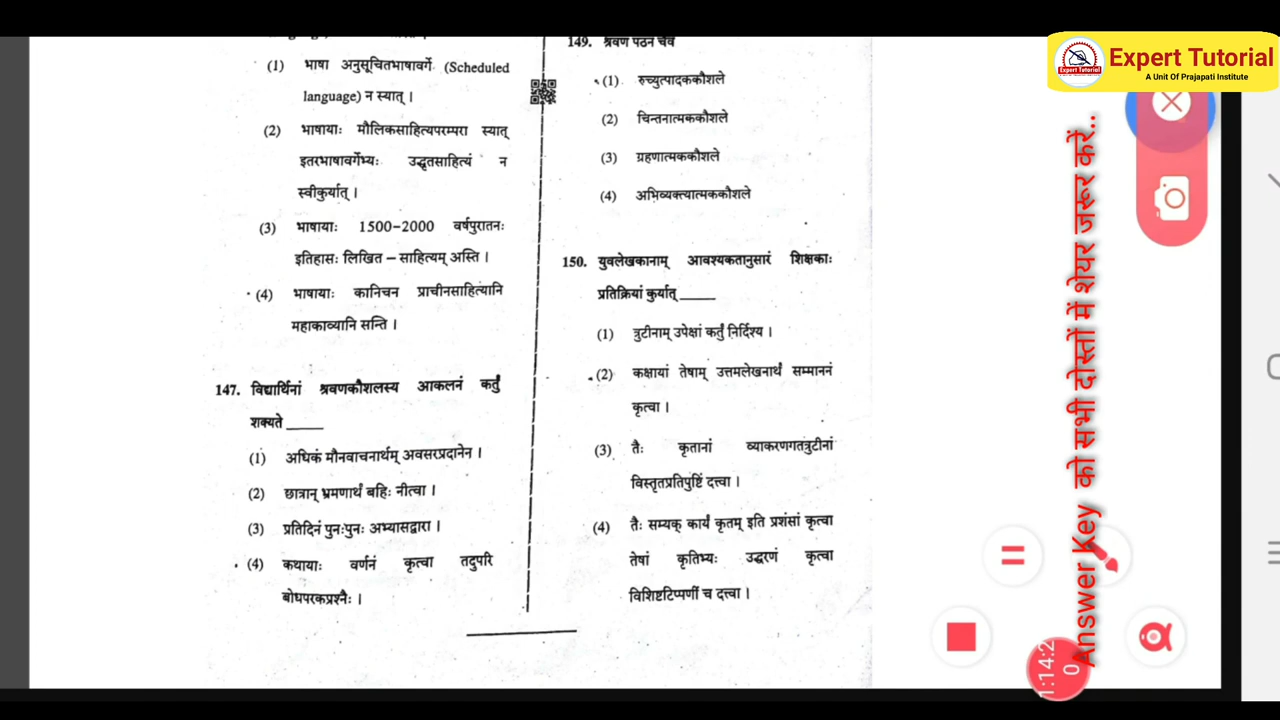 (1) भाषा अनुसूचितभाषावर्गे (Scheduled
language) न स्यात् ।
(2) भाषायाः मौलिकसाहित्यपरम्परा स्यात्
इतरभाषावर्गेभ्यः उद्धृतसाहित्यं न
स्वीकुर्यात् ।
(3) भाषायाः 1500-2000 वर्षपुरातनः
इतिहासः लिखित - साहित्यम् अस्ति ।
(4) भाषायाः कानिचन प्राचीनसाहित्यानि
महाकाव्यानि सन्ति ।
147. विद्यार्थिनां श्रवणकौशलस्य आकलनं कर्तुं
शक्यते ____
(1) अधिकं मौनवाचनार्थम् अवसरप्रदानेन ।
(2) छात्रान् भ्रमणार्थं बहिः नीत्वा ।
(3) प्रतिदिनं पुनःपुनः अभ्यासद्वारा ।
(4) कथायाः वर्णनं कृत्वा तदुपरि
बोधपरकप्रश्नैः ।
149. श्रवण पठन चैव
(1) रुच्युत्पादककौशले
(2) चिन्तनात्मककौशले
(3) ग्रहणात्मककौशले
(4) अभिव्यक्त्यात्मककौशले
150. युवलेखकानाम् आवश्यकतानुसारं शिक्षकाः
प्रतिक्रियां कुर्यात् ____
(1) त्रुटीनाम् उपेक्षां कर्तुं निर्दिश्य ।
(2) कक्षायां तेषाम् उत्तमलेखनार्थं सम्माननं
कृत्वा ।
(3) तैः कृतानां व्याकरणगतत्रुटीनां
विस्तृतप्रतिपुष्टिं दत्त्वा ।
(4) तैः सम्यक् कार्यं कृतम् इति प्रशंसां कृत्वा
तेषां कृतिभ्यः उद्धरणं कृत्वा
विशिष्टटिप्पणीं च दत्त्वा ।
Expert Tutorial
Expert Tutorial
A Unit Of Prajapati Institute
Answer Key को सभी दोस्तों में शेयर जरूर करें..
1:14:20